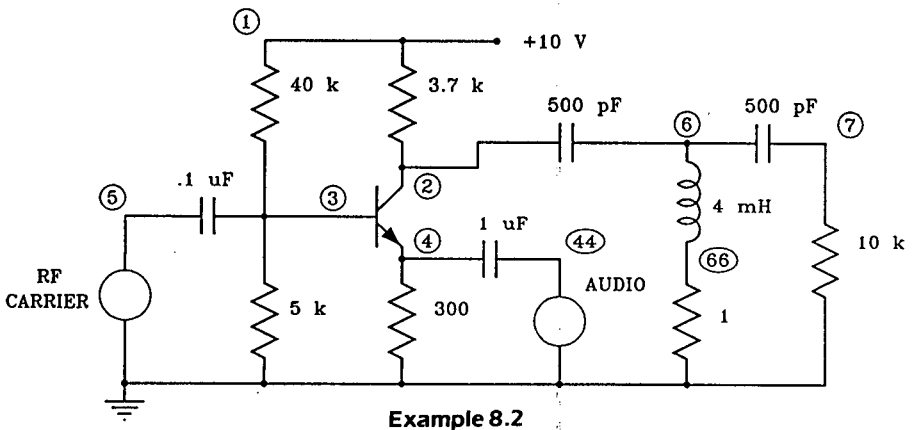 ①
+10 V
40 k
3.7 k
500 pF
⑥
500 pF
⑦
⑤
.1 uF
③
②
④
1 uF
㊹
4 mH
(66)
10 k
RF
CARRIER
AUDIO
5 k
300
1
Example 8.2